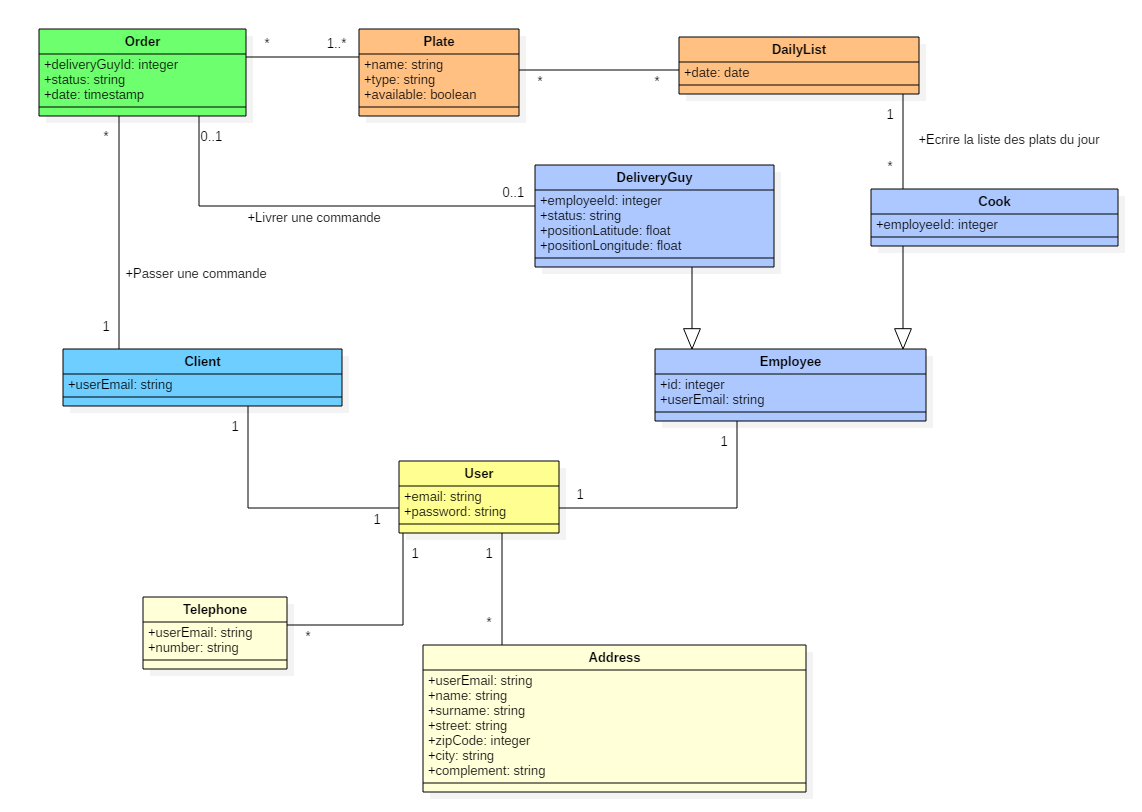 Order
+deliveryGuyId: integer
+status: string
+date: timestamp
*
1..*
Plate
+name: string
+type: string
+available: boolean
*
*
DailyList
+date: date
1
+Ecrire la liste des plats du jour
*
Cook
+employeeId: integer
*
0..1
0..1
+Livrer une commande
DeliveryGuy
+employeeId: integer
+status: string
+positionLatitude: float
+positionLongitude: float
+Passer une commande
1
Client
+userEmail: string
Employee
+id: integer
+userEmail: string
1
1
User
+email: string
+password: string
1
1
1
1
*
*
Telephone
+userEmail: string
+number: string
Address
+userEmail: string
+name: string
+surname: string
+street: string
+zipCode: integer
+city: string
+complement: string